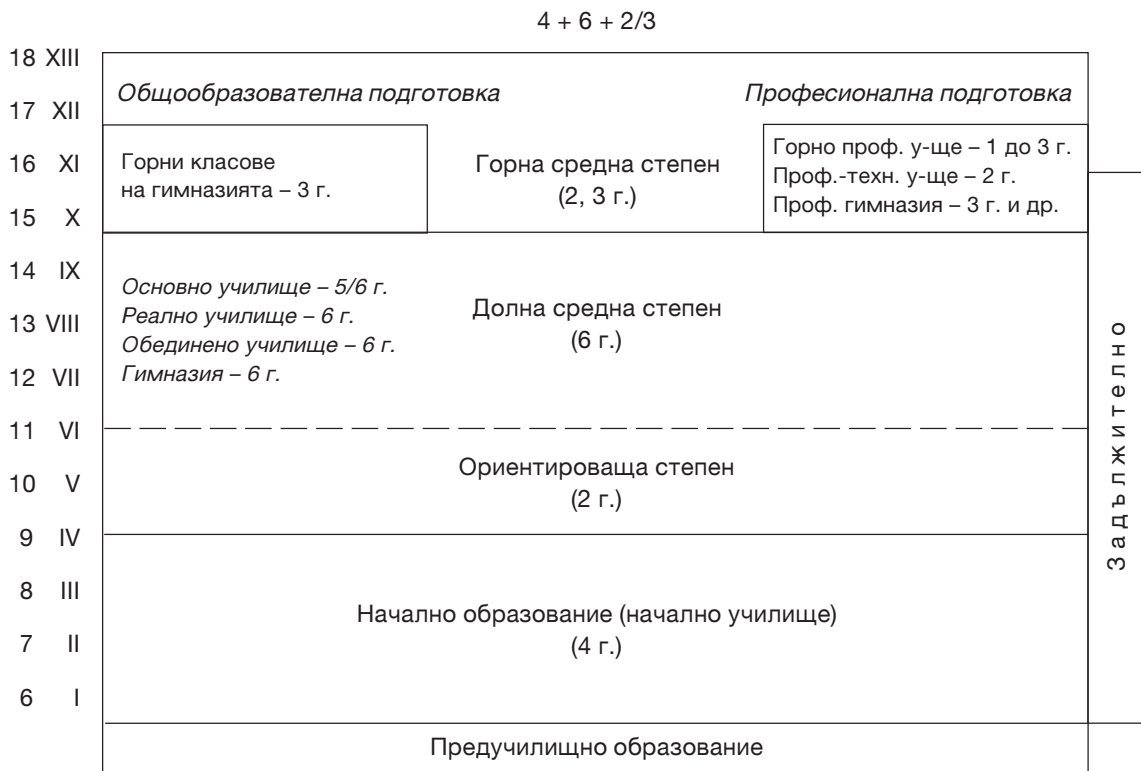 4 + 6 + 2/3
18 XIII
Общообразователна подготовка
Професионална подготовка
17 XII
Горни класове
на гимназията – 3 г.
Горна средна степен
(2, 3 г.)
Горно проф. у-ще – 1 до 3 г.
Проф.-техн. у-ще – 2 г.
Проф. гимназия – 3 г. и др.
16 XI
15 X
14 IX
Основно училище – 5/6 г.
Реално училище – 6 г.
Обединено училище – 6 г.
Гимназия – 6 г.
Долна средна степен
(6 г.)
13 VIII
12 VII
11 VI
Ориентироваща степен
(2 г.)
10 V
9 IV
8 III
Начално образование (начално училище)
(4 г.)
7 II
6 I
Предучилищно образование
Задължително